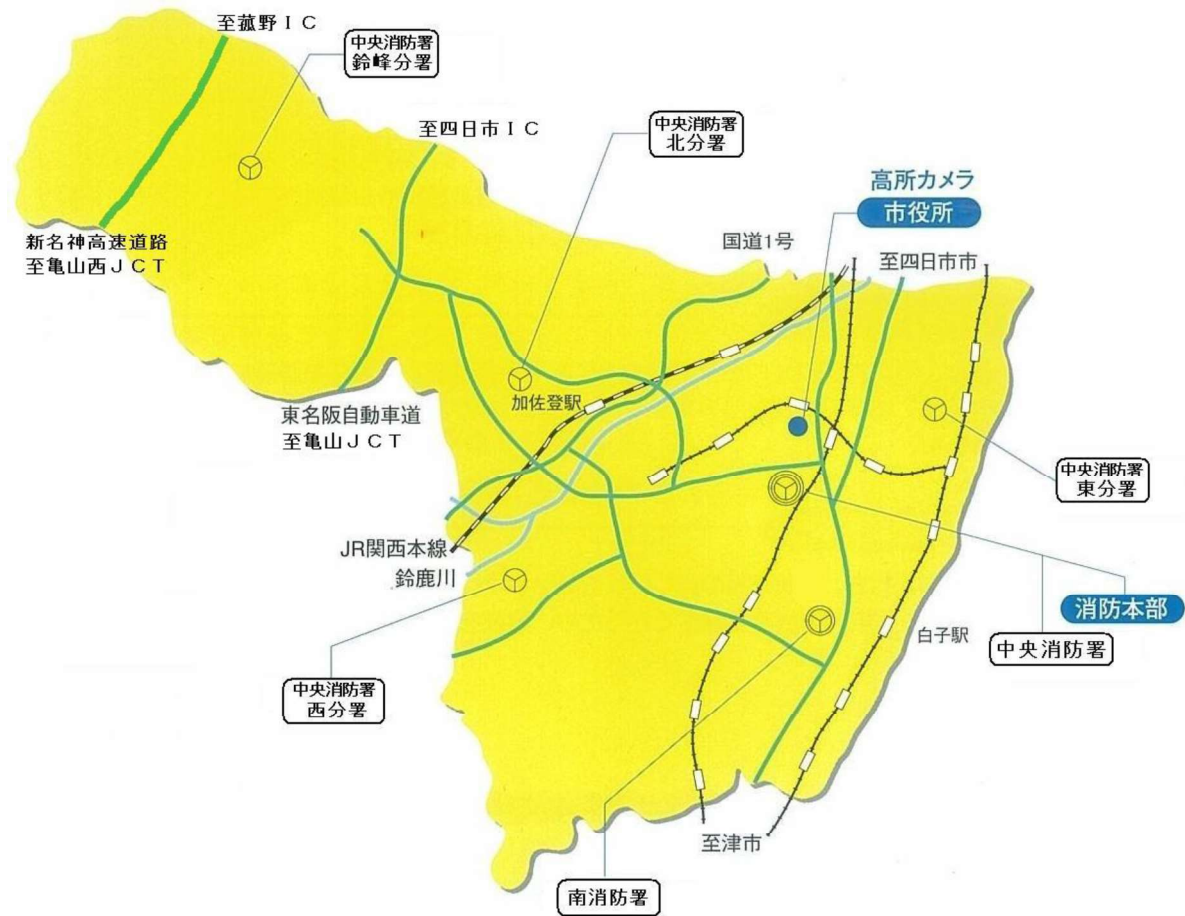 至菰野ＩＣ
中央消防署
鈴峰分署
至四日市ＩＣ
中央消防署
北分署
高所カメラ
市役所
新名神高速道路
至亀山西ＪＣＴ
国道1号
至四日市市
加佐登駅
東名阪自動車道
至亀山ＪＣＴ
中央消防署
東分署
JR関西本線
鈴鹿川
消防本部
白子駅
中央消防署
中央消防署
西分署
至津市
南消防署